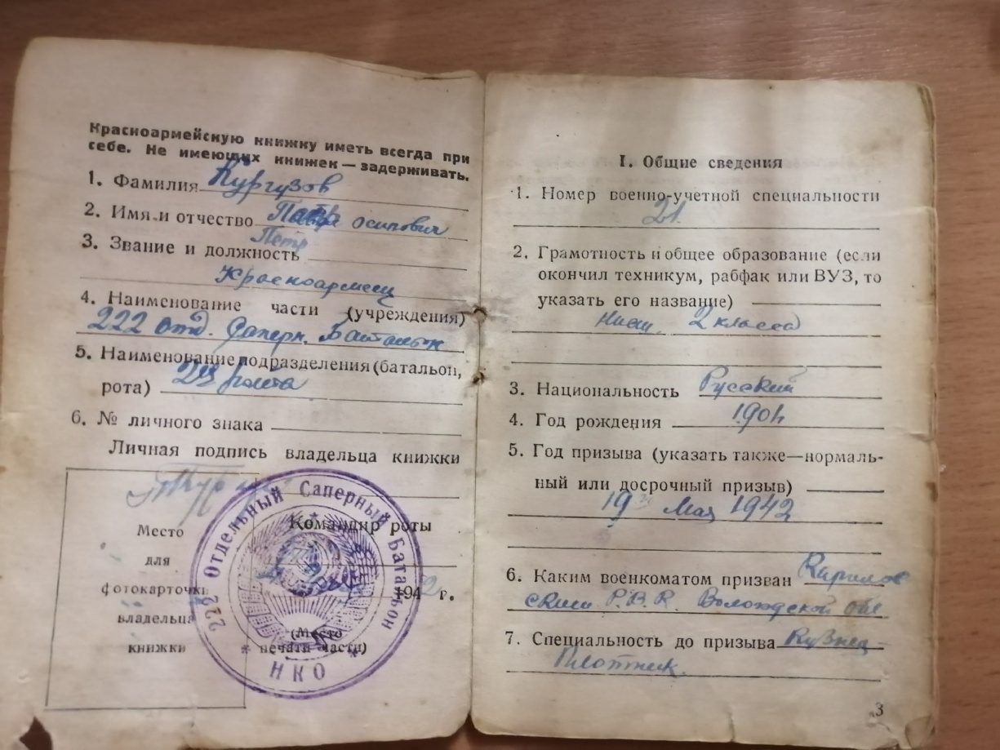 Красноармейскую книжку иметь всегда при
себе. Не имеющих книжек — задерживать.
1. Фамилия Кургузов
2. Имя и отчество осипович
Петр
3. Звание и должность
Красноармеец
4. Наименование части (учреждения)
222 отд. Саперн. Батальон
5. Наименование подразделения (батальон,
рота) 2я рота
6. № личного знака
Личная подпись владельца книжки
Командир роты
194 2 г.
(Место
печати части)
Место
для
фотокарточки
владельца
книжки
222 Отдельный Саперный Батальон
НКО
I. Общие сведения
1. Номер военно-учетной специальности
21
2. Грамотность и общее образование (если
окончил техникум, рабфак или ВУЗ, то
указать его название)
Низш. 2 класса
3. Национальность Русский
4. Год рождения 1904
5. Год призыва (указать также—нормаль-
ный или досрочный призыв)
19 Мая 1942
6. Каким военкоматом призван Кирилов
ским Р.В.К. Вологодской обл
7. Специальность до призыва Кузнец-
Плотник.
3